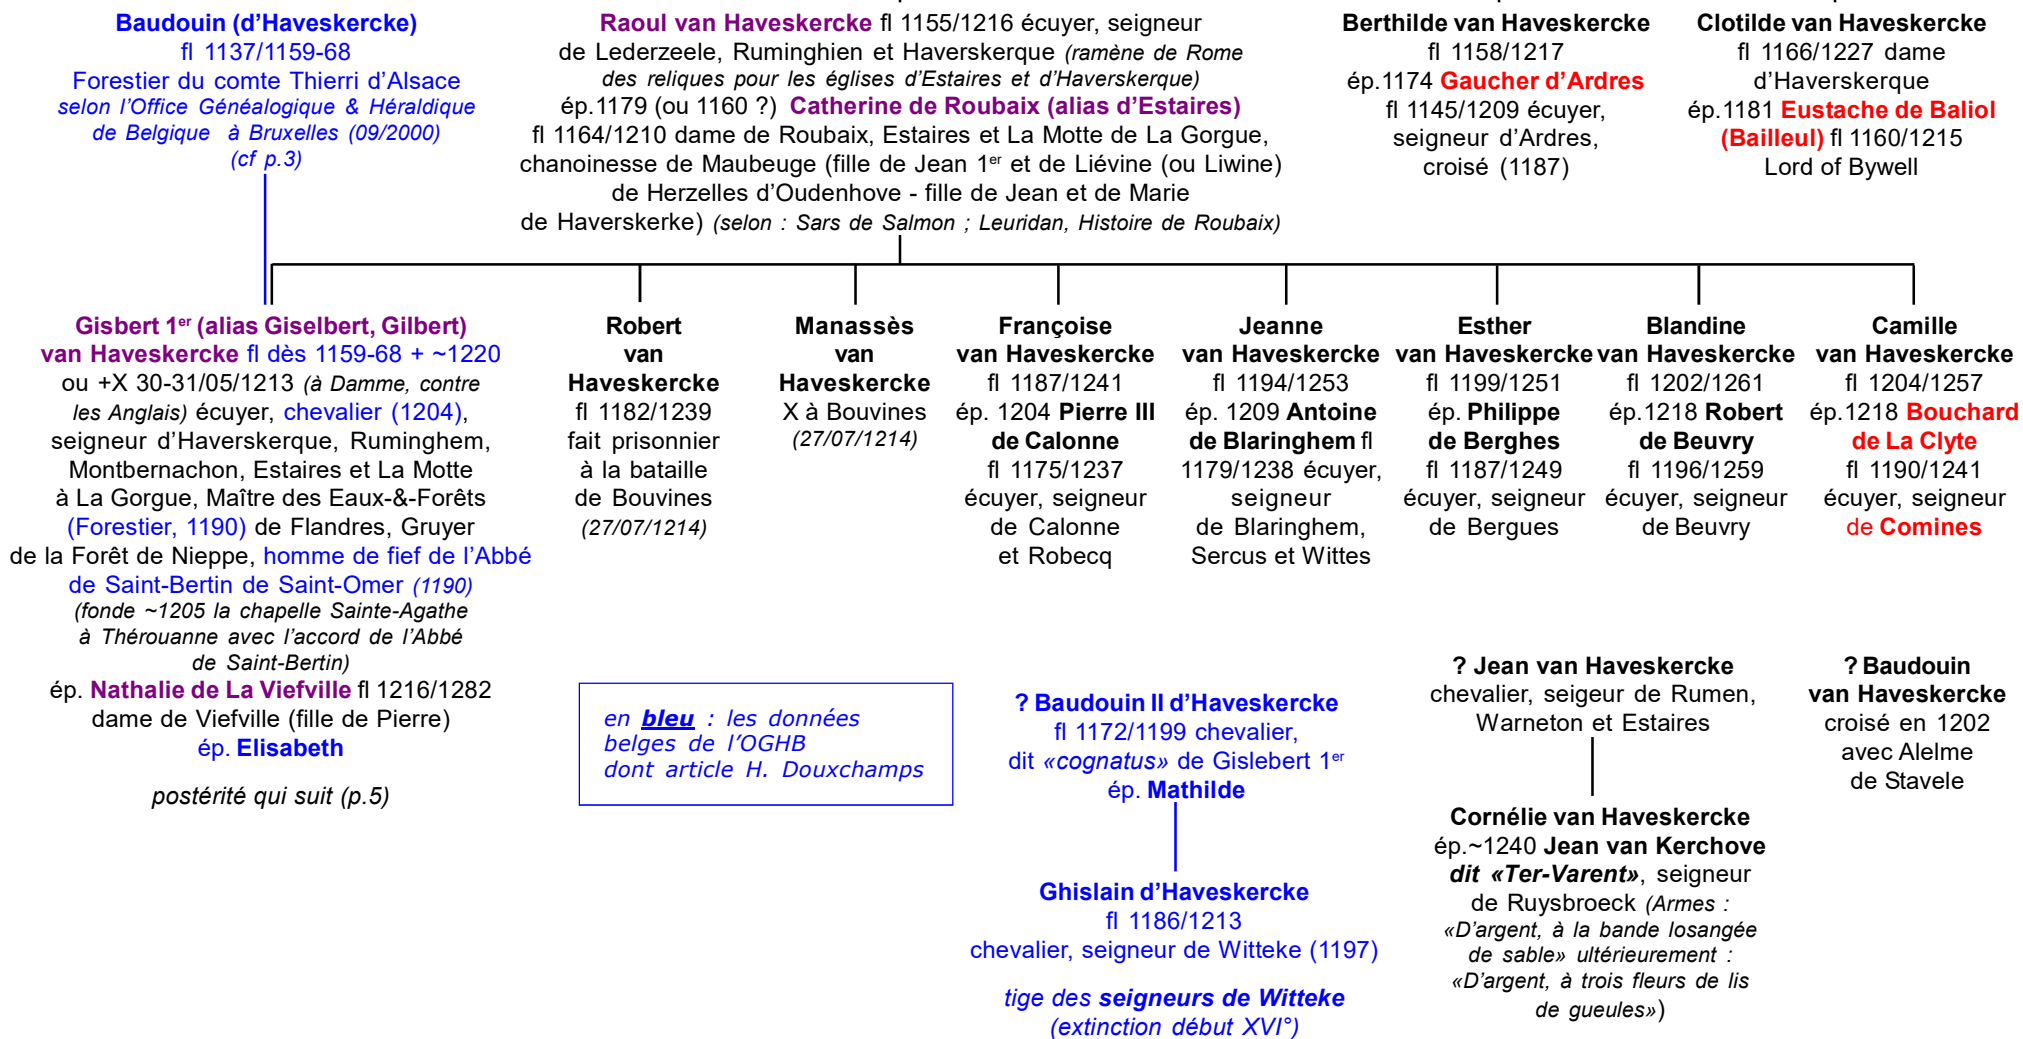 Baudouin (d’Haveskercke)
fl 1137/1159-68
Forestier du comte Thierri d’Alsace
selon l’Office Généalogique & Héraldique
de Belgique à Bruxelles (09/2000)
(cf p.3)
Raoul van Haveskercke fl 1155/1216 écuyer, seigneur
de Lederzeele, Ruminghien et Haverskerque (ramène de Rome
des reliques pour les églises d’Estaires et d’Haverskerque)
ép.1179 (ou 1160 ?) Catherine de Roubaix (alias d’Estaires)
fl 1164/1210 dame de Roubaix, Estaires et La Motte de La Gorgue,
chanoinesse de Maubeuge (fille de Jean 1er et de Liévine (ou Liwine)
de Herzelles d’Oudenhove - fille de Jean et de Marie
de Haverskerke) (selon : Sars de Salmon ; Leuridan, Histoire de Roubaix)
Berthilde van Haveskercke
fl 1158/1217
ép.1174 Gaucher d’Ardres
fl 1145/1209 écuyer,
seigneur d’Ardres,
croisé (1187)
Clotilde van Haveskercke
fl 1166/1227 dame
d’Haverskerque
ép.1181 Eustache de Baliol
(Bailleul) fl 1160/1215
Lord of Bywell
Gisbert 1er (alias Giselbert, Gilbert)
van Haveskercke fl dès 1159-68 + ~1220
ou +X 30-31/05/1213 (à Damme, contre
les Anglais) écuyer, chevalier (1204),
seigneur d’Haverskerque, Ruminghem,
Montbernachon, Estaires et La Motte
à La Gorgue, Maître des Eaux-&-Forêts
(Forestier, 1190) de Flandres, Gruyer
de la Forêt de Nieppe, homme de fief de l’Abbé
de Saint-Bertin de Saint-Omer (1190)
(fonde ~1205 la chapelle Sainte-Agathe
à Thérouanne avec l’accord de l’Abbé
de Saint-Bertin)
ép. Nathalie de La Viefville fl 1216/1282
dame de Viefville (fille de Pierre)
ép. Elisabeth
postérité qui suit (p.5)
Robert
van
Haveskercke
fl 1182/1239
fait prisonnier
à la bataille
de Bouvines
(27/07/1214)
Manassès
van
Haveskercke
X à Bouvines
(27/07/1214)
Françoise
van Haveskercke
fl 1187/1241
ép. 1204 Pierre III
de Calonne
fl 1175/1237
écuyer, seigneur
de Calonne
et Robecq
Jeanne
van Haveskercke
fl 1194/1253
ép. 1209 Antoine
de Blaringhem fl
1179/1238 écuyer,
seigneur
de Blaringhem,
Sercus et Wittes
Esther
van Haveskercke
fl 1199/1251
ép. Philippe
de Berghes
fl 1187/1249
écuyer, seigneur
de Bergues
Blandine
van Haveskercke
fl 1202/1261
ép.1218 Robert
de Beuvry
fl 1196/1259
écuyer, seigneur
de Beuvry
Camille
van Haveskercke
fl 1204/1257
ép.1218 Bouchard
de La Clyte
fl 1190/1241
écuyer, seigneur
de Comines
en bleu : les données
belges de l’OGHB
dont article H. Douxchamps
? Baudouin II d’Haveskercke
fl 1172/1199 chevalier,
dit «cognatus» de Gislebert 1er
ép. Mathilde
Ghislain d’Haveskercke
fl 1186/1213
chevalier, seigneur de Witteke (1197)
tige des seigneurs de Witteke
(extinction début XVI°)
? Jean van Haveskercke
chevalier, seigeur de Rumen,
Warneton et Estaires
Cornélie van Haveskercke
ép.~1240 Jean van Kerchove
dit «Ter-Varent», seigneur
de Ruysbroeck (Armes :
«D’argent, à la bande losangée
de sable» ultérieurement :
«D’argent, à trois fleurs de lis
de gueules»)
? Baudouin
van Haveskercke
croisé en 1202
avec Alelme
de Stavele